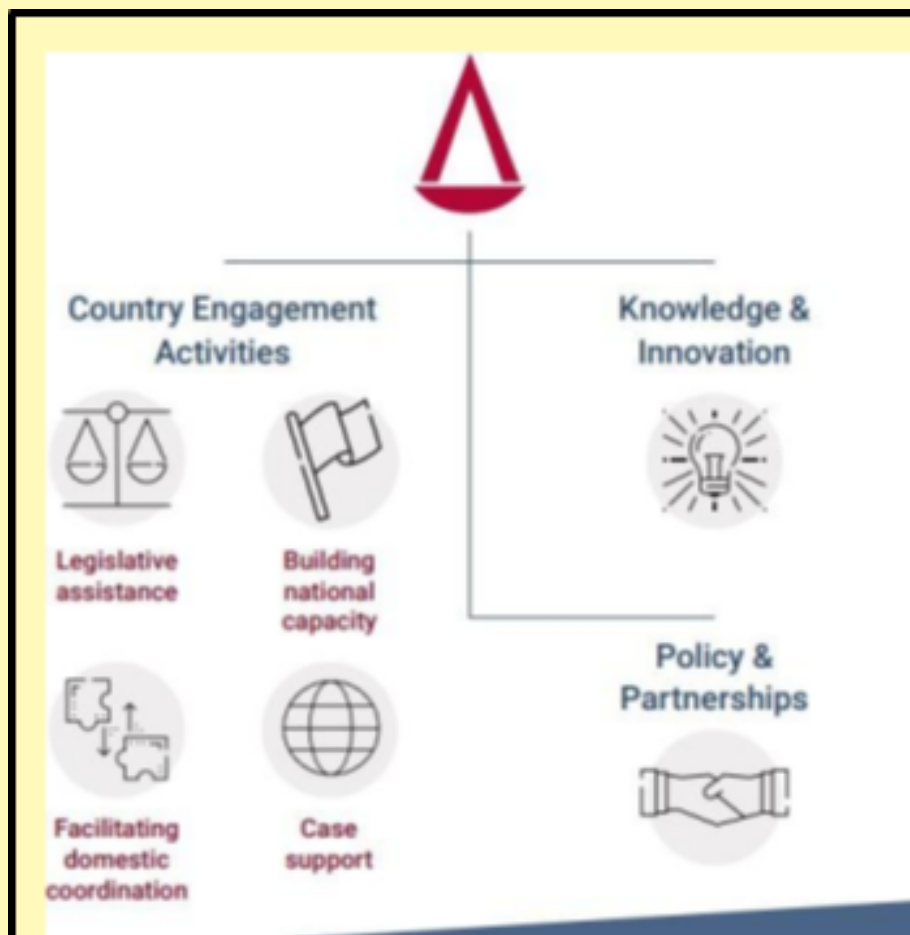 Country Engagement
Activities
Legislative
assistance
Building
national
capacity
Facilitating
domestic
coordination
Case
support
Knowledge &
Innovation
Policy &
Partnerships